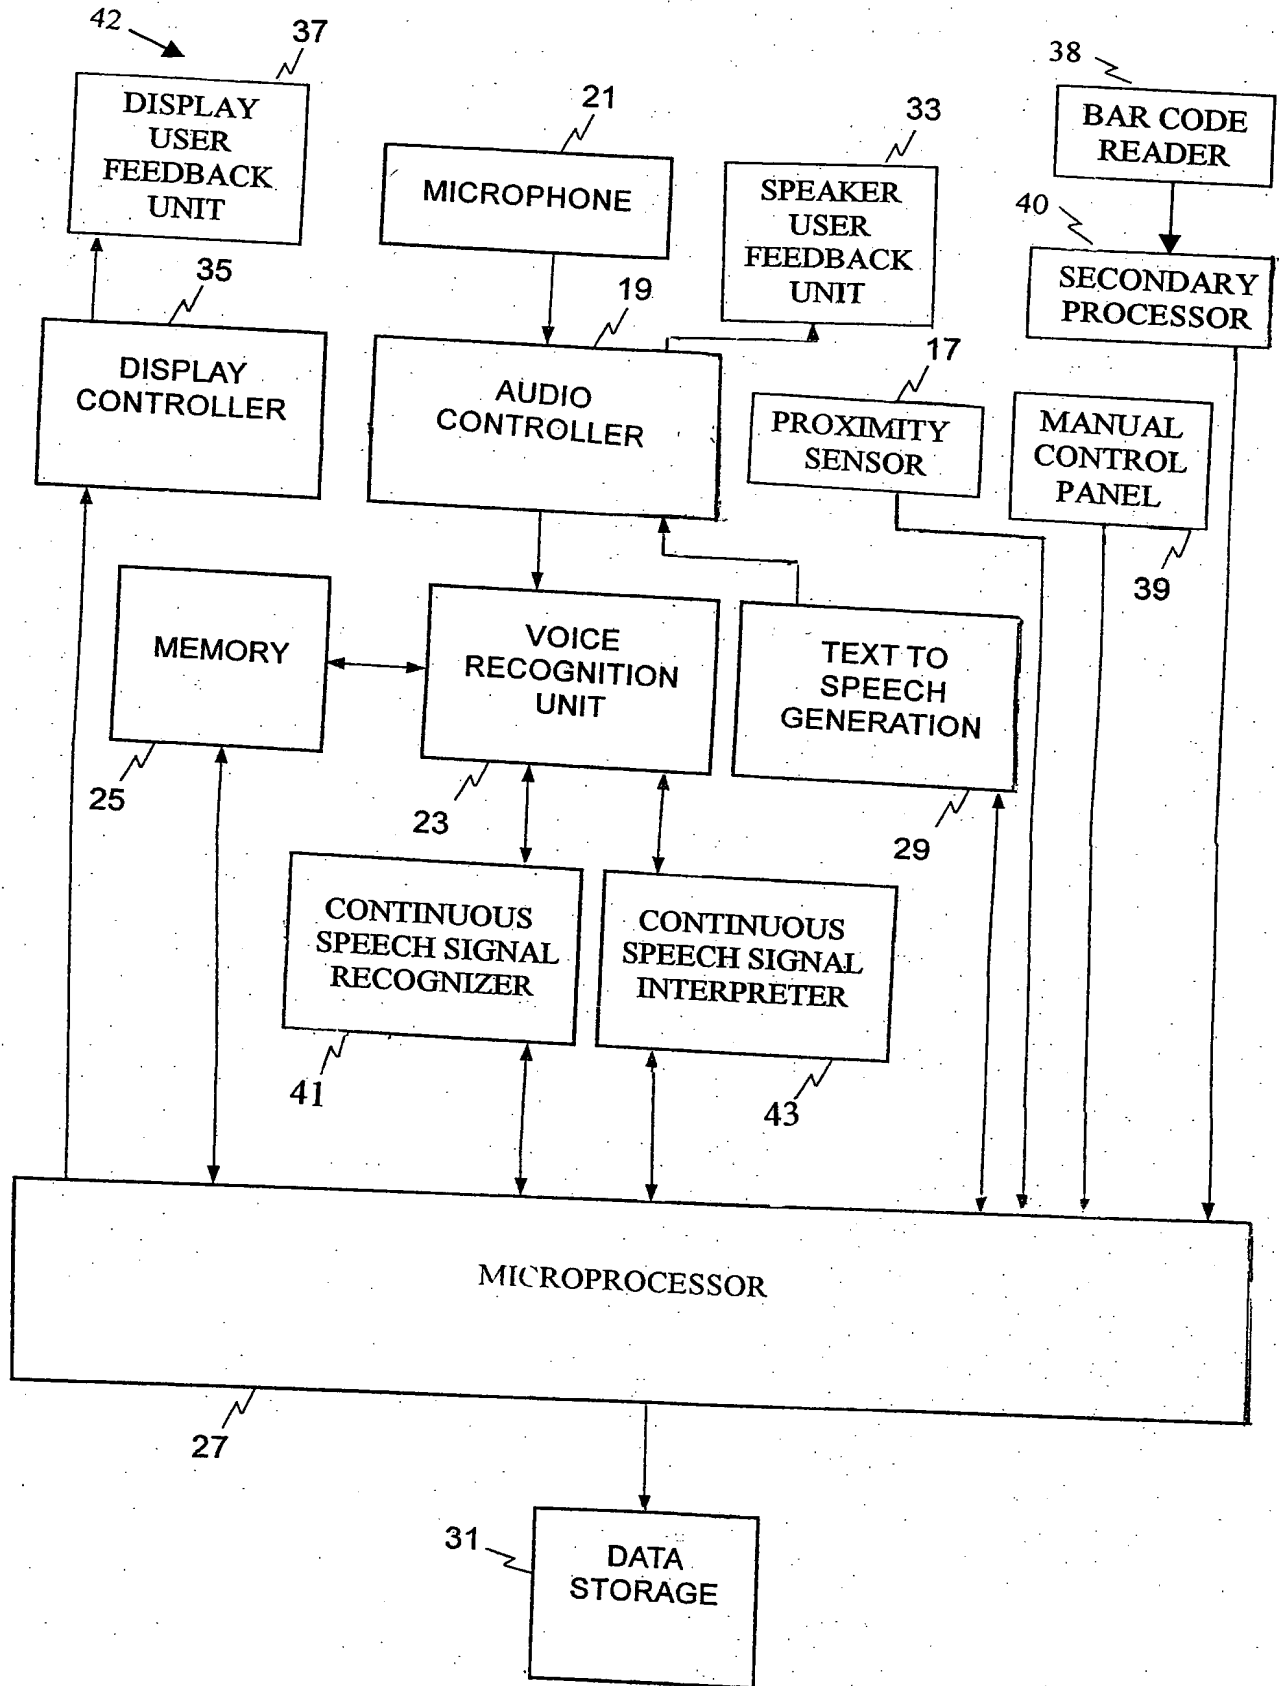 42
37
DISPLAY
USER
FEEDBACK
UNIT
21
MICROPHONE
33
SPEAKER
USER
FEEDBACK
UNIT
38
BAR CODE
READER
40
SECONDARY
PROCESSOR
35
DISPLAY
CONTROLLER
19
AUDIO
CONTROLLER
17
PROXIMITY
SENSOR
MANUAL
CONTROL
PANEL
39
MEMORY
25
VOICE
RECOGNITION
UNIT
23
TEXT TO
SPEECH
GENERATION
29
CONTINUOUS
SPEECH SIGNAL
RECOGNIZER
41
CONTINUOUS
SPEECH SIGNAL
INTERPRETER
43
MICROPROCESSOR
27
31
DATA
STORAGE